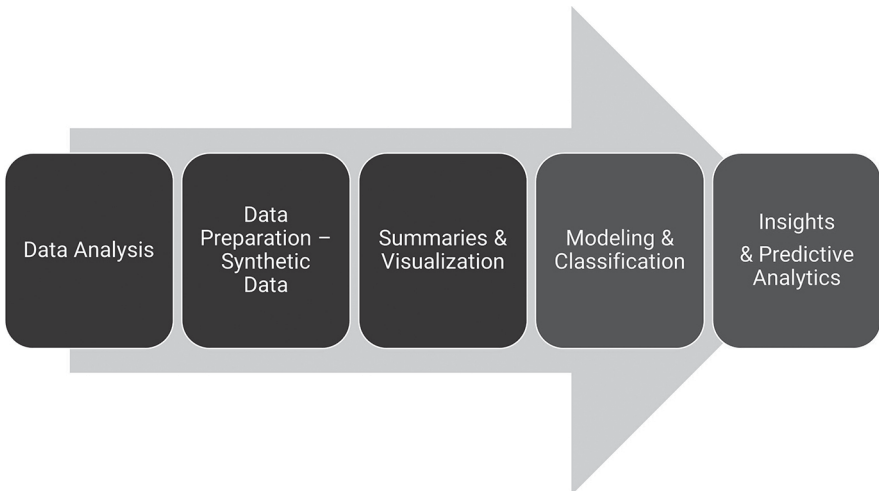 Data Analysis
Data
Preparation –
Synthetic
Data
Summaries &
Visualization
Modeling &
Classification
Insights
& Predictive
Analytics